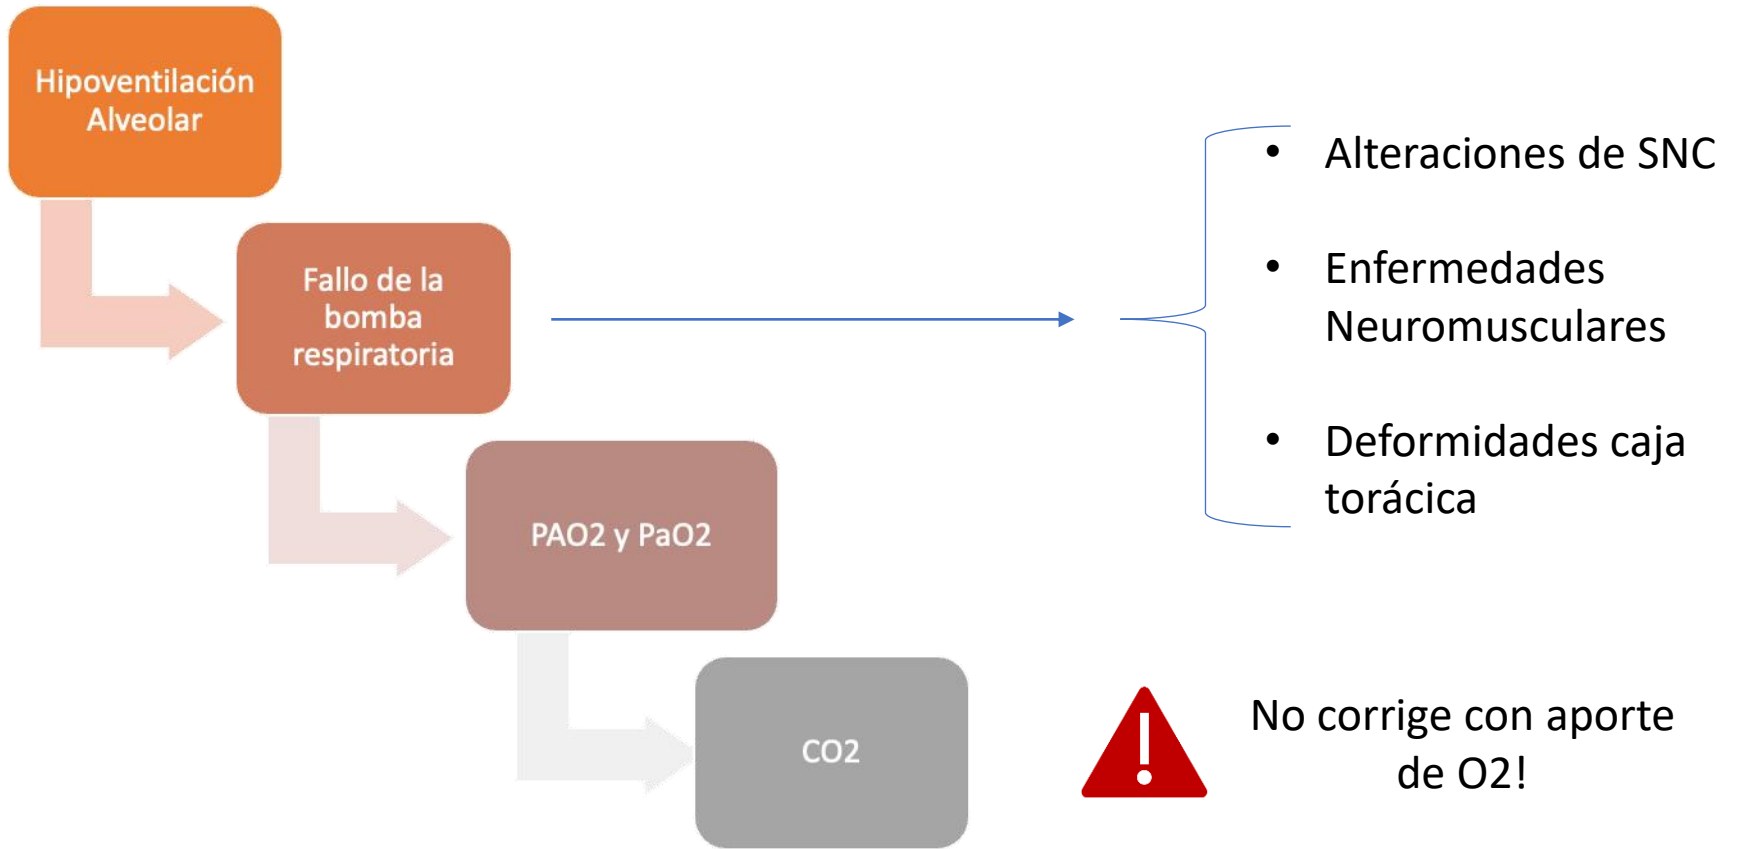 Hipoventilación
Alveolar
Fallo de la
bomba
respiratoria
PAO2 y PaO2
CO2
• Alteraciones de SNC
• Enfermedades
Neuromusculares
• Deformidades caja
torácica
No corrige con aporte
de O2!